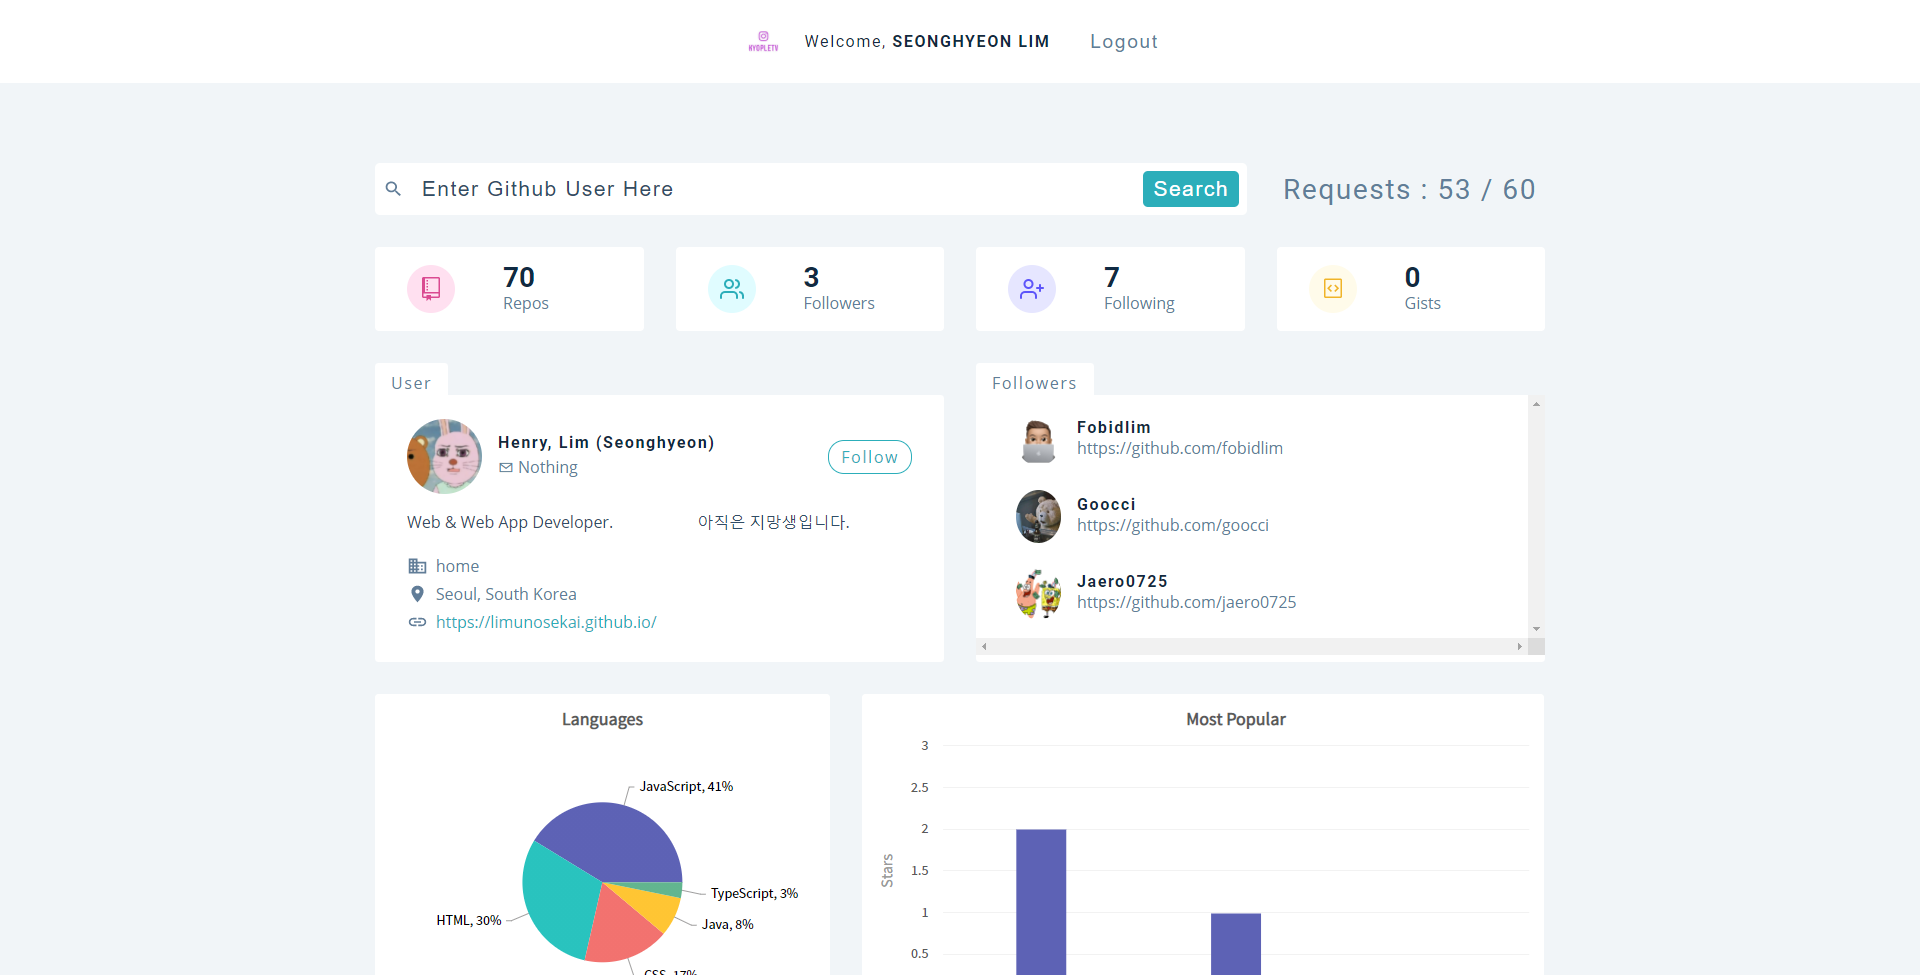 HYOPLETV
Welcome, SEONGHYEON LIM
Logout
Enter Github User Here
Search
Requests : 53 / 60
70
Repos
3
Followers
7
Following
0
Gists
User
Henry, Lim (Seonghyeon)
Nothing
Follow
Web & Web App Developer. 아직은 지망생입니다.
home
Seoul, South Korea
https://limunosekai.github.io/
Followers
Fobidlim
https://github.com/fobidlim
Goocci
https://github.com/goocci
Jaero0725
https://github.com/jaero0725
Languages
JavaScript, 41%
TypeScript, 3%
Java, 8%
HTML, 30%
CSS, 17%
Most Popular
3
2.5
2
1.5
1
0.5
Stars